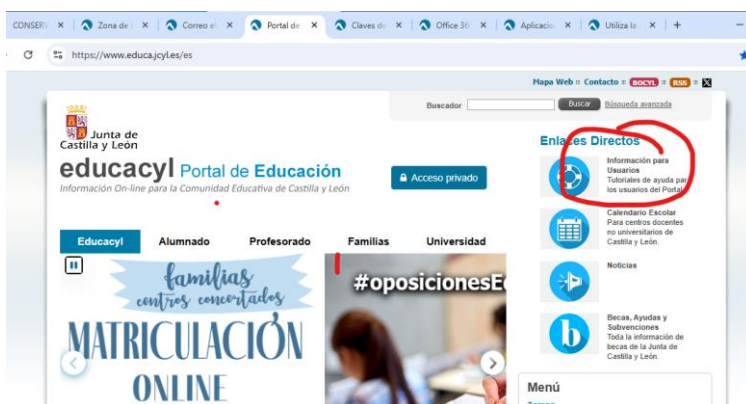 CONSERV
Zona de
Correo el
Portal de
Claves de
Office 36
Aplicacio
Utiliza la
https://www.educa.jcyl.es/es
Mapa Web :: Contacto :: BOCYL :: RSS :: X
Buscador
Buscar
Búsqueda avanzada
Junta de
Castilla y León
educacyl Portal de Educación
Información On-line para la Comunidad Educativa de Castilla y León
Acceso privado
Educacyl Alumnado Profesorado Familias Universidad
familias
centros concertados
MATRICULACIÓN
ONLINE
#oposicionesE
Enlaces Directos
Información para
Usuarios
Tutoriales de ayuda para
los usuarios del Portal
Calendario Escolar
Para centros docentes
no universitarios de
Castilla y León.
Noticias
Becas, Ayudas y
Subvenciones
Toda la información de
becas de la Junta de
Castilla y León.
Menú